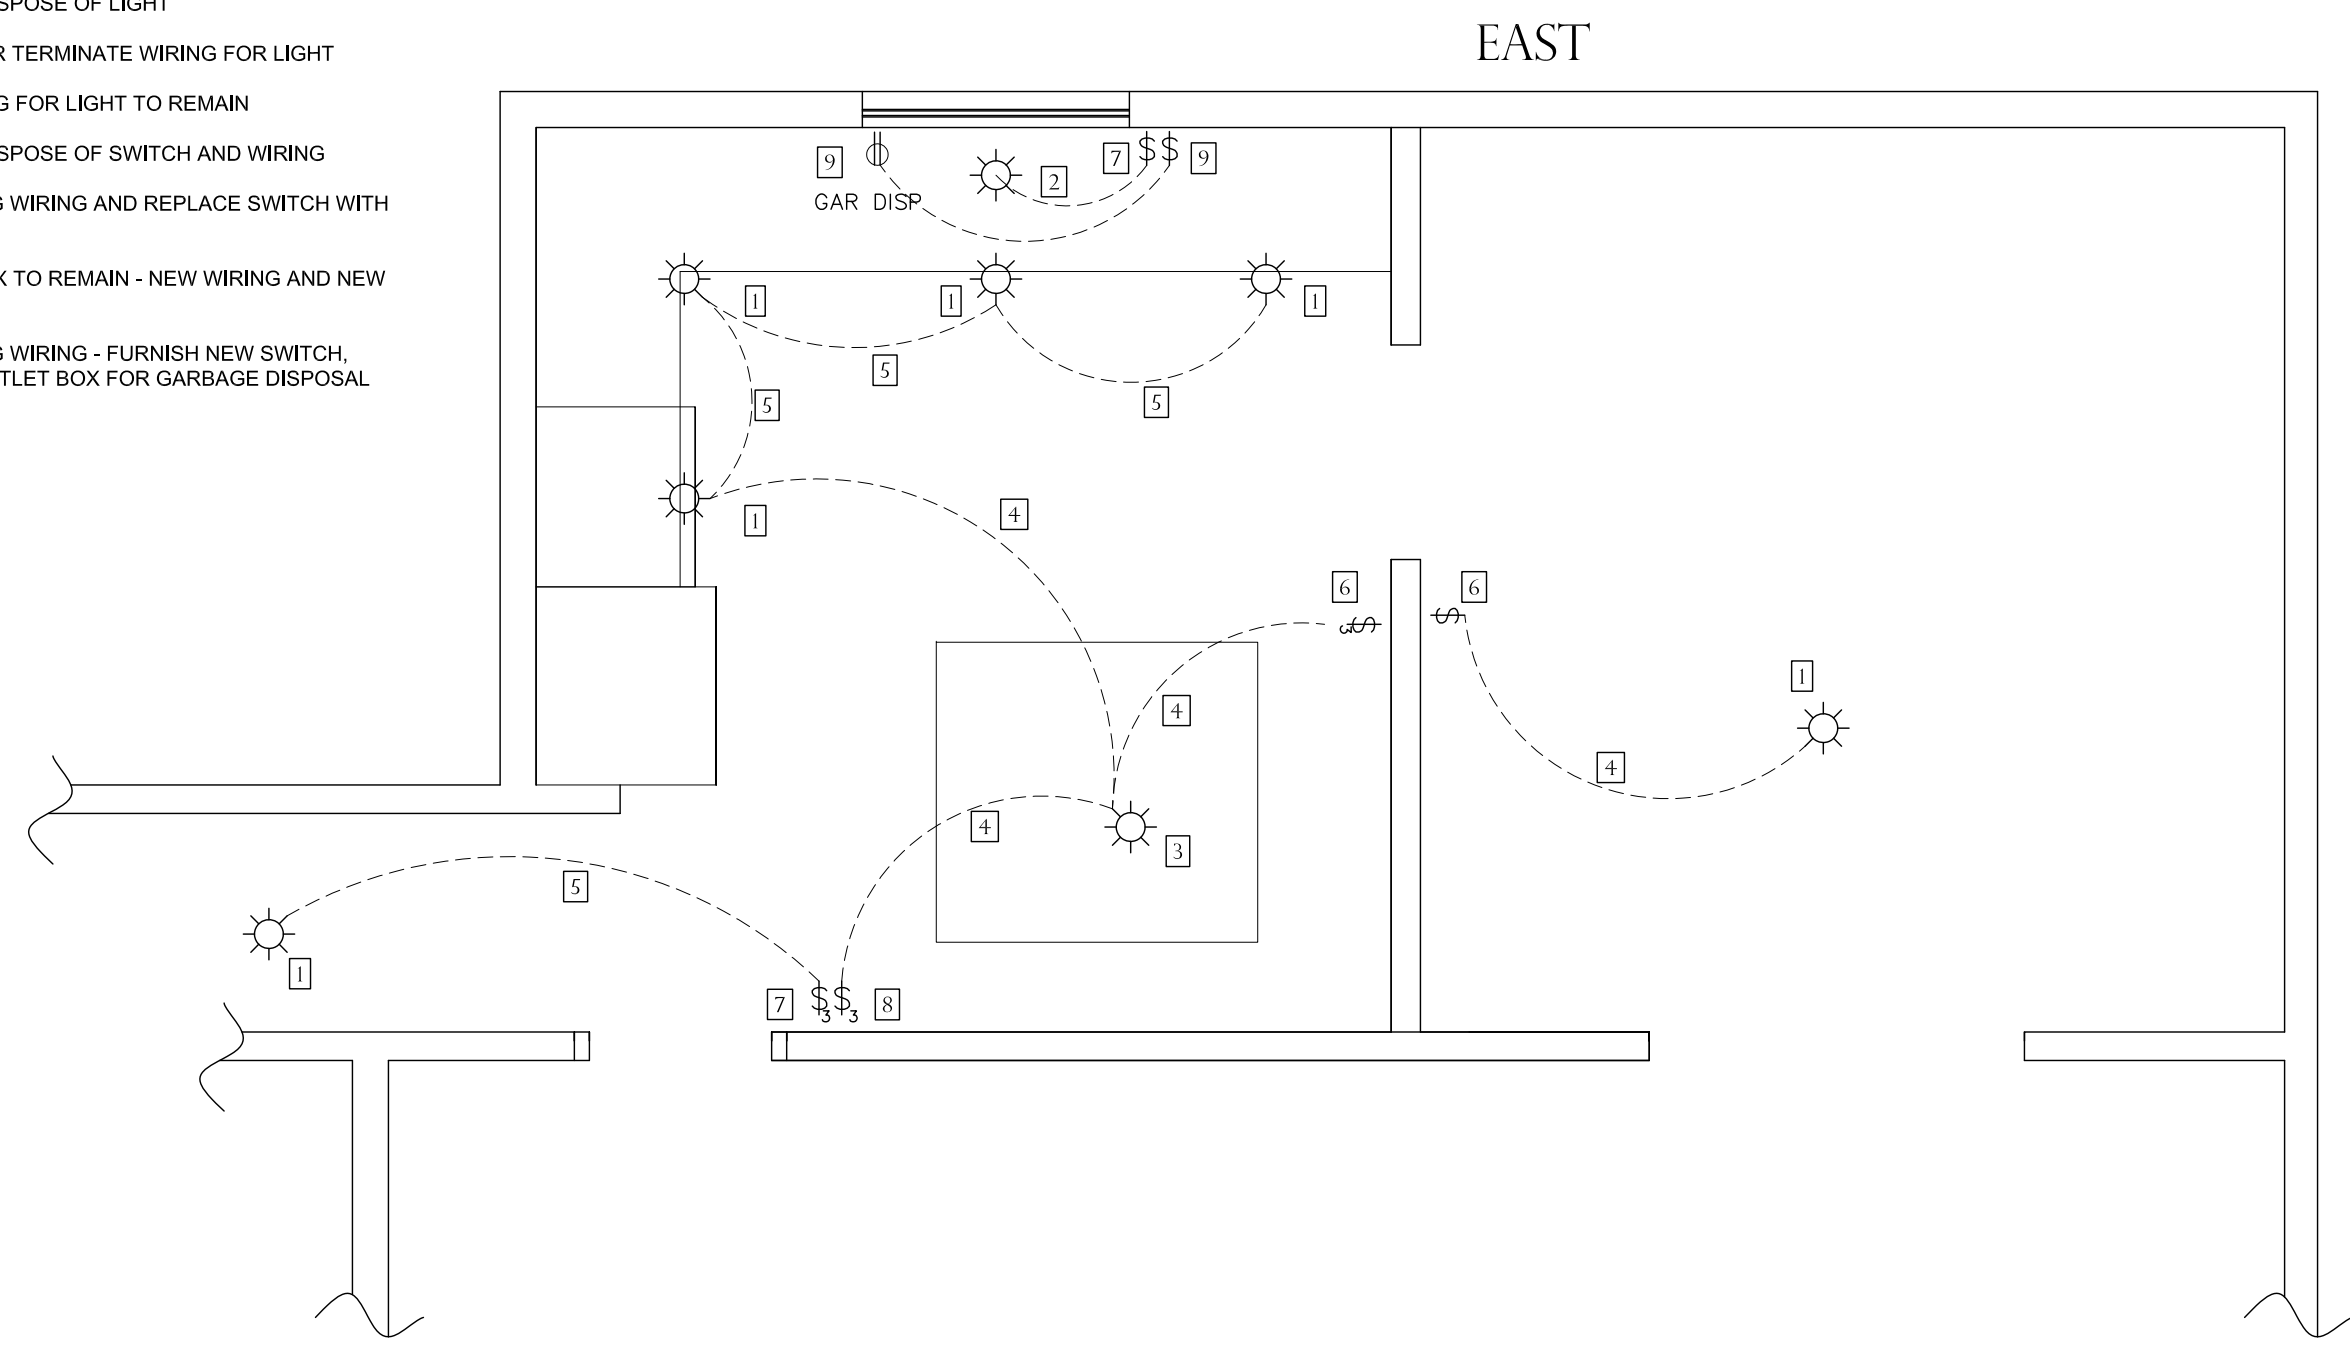 SPOSE OF LIGHT
R TERMINATE WIRING FOR LIGHT
G FOR LIGHT TO REMAIN
SPOSE OF SWITCH AND WIRING
G WIRING AND REPLACE SWITCH WITH
X TO REMAIN - NEW WIRING AND NEW
G WIRING - FURNISH NEW SWITCH,
TLET BOX FOR GARBAGE DISPOSAL
EAST
9
7
$
$
9
2
GAR DISP
1
1
1
5
5
5
1
4
6
6
$3
$
1
4
4
4
3
5
1
7
$3
$3
8